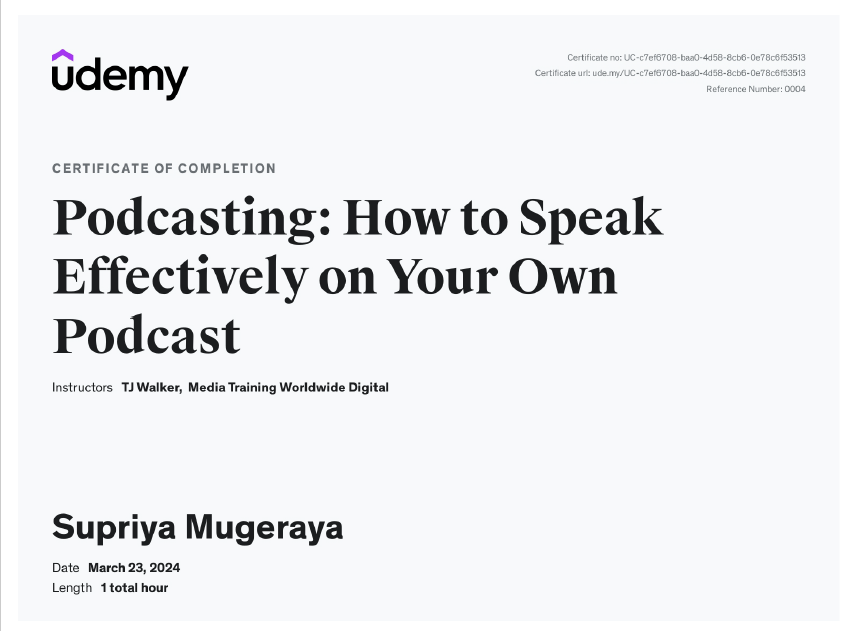 udemy
Certificate no: UC-c7ef6708-baa0-4d58-8cb6-0e78c6f53513
Certificate url: ude.my/UC-c7ef6708-baa0-4d58-8cb6-0e78c6f53513
Reference Number: 0004
CERTIFICATE OF COMPLETION
Podcasting: How to Speak
Effectively on Your Own
Podcast
Instructors TJ Walker, Media Training Worldwide Digital
Supriya Mugeraya
Date March 23, 2024
Length 1 total hour